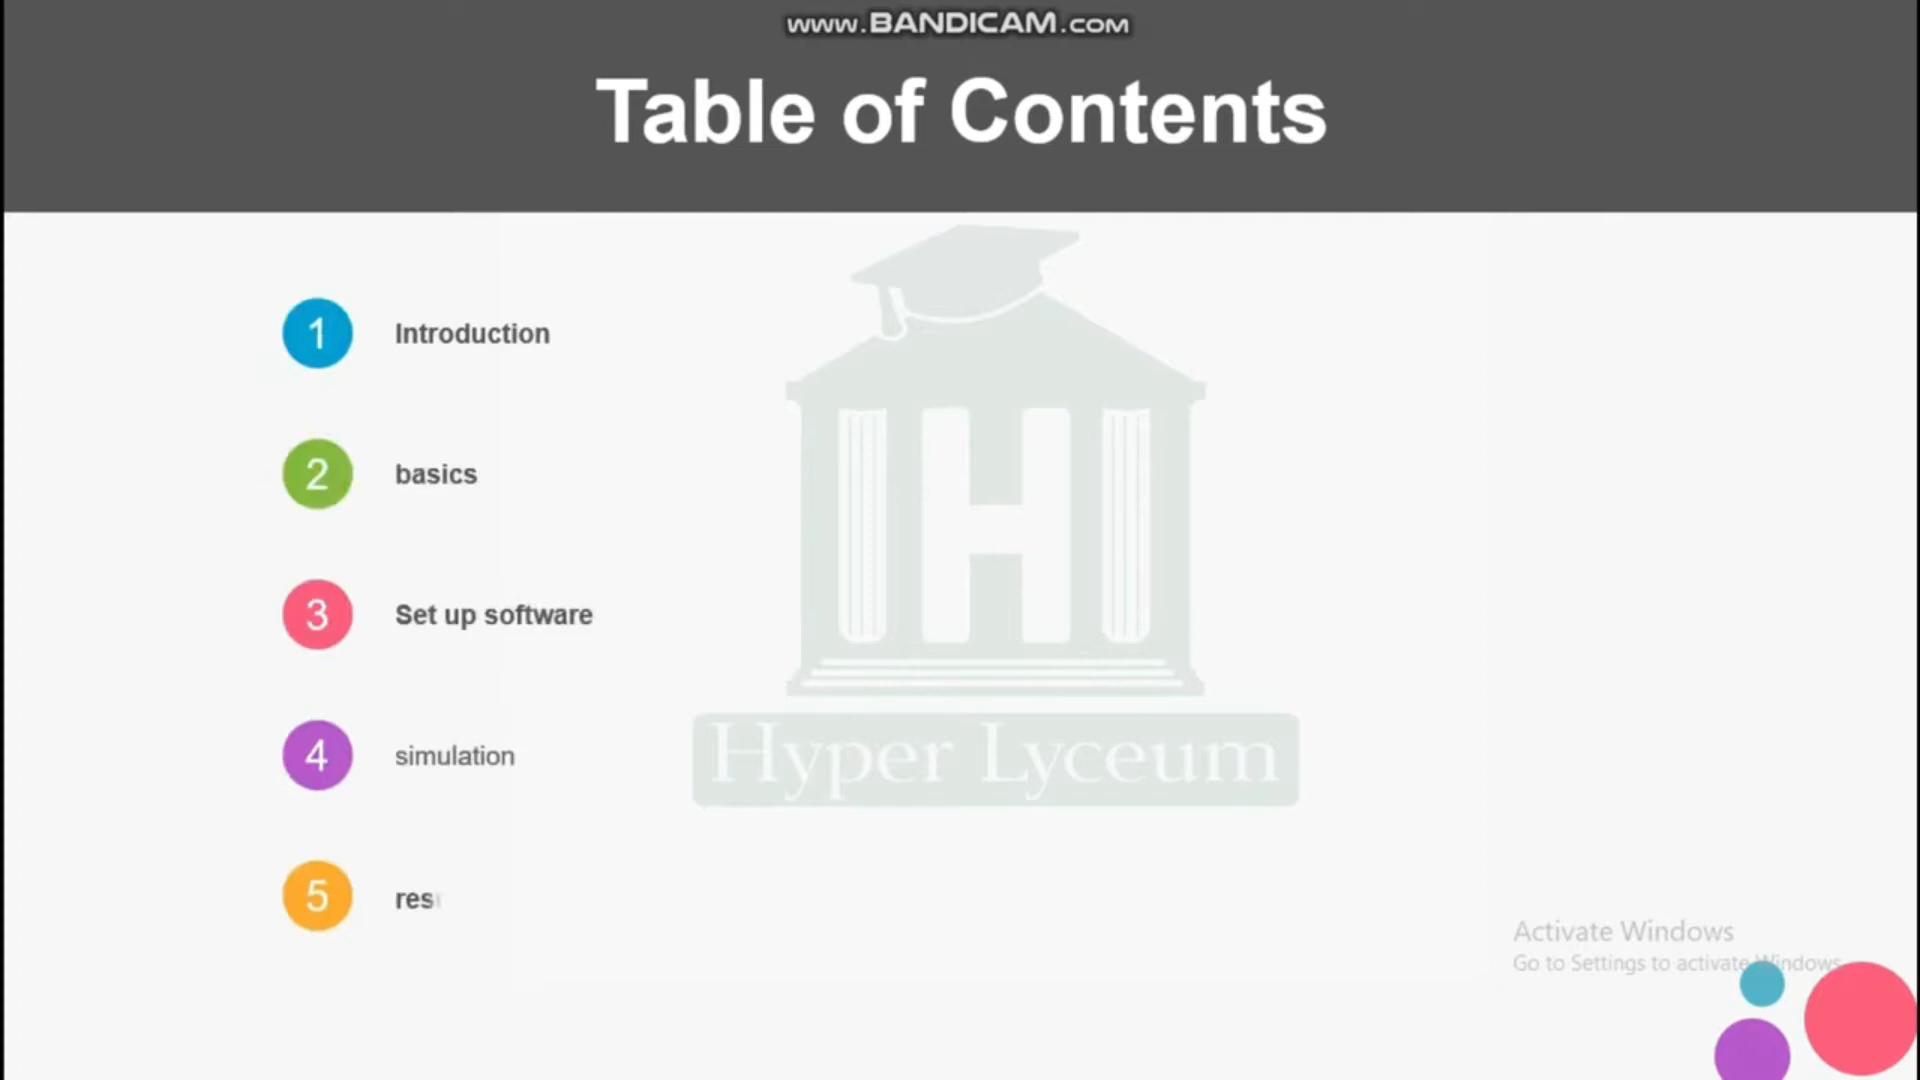 www.BANDICAM.com
Table of Contents
1 Introduction
2 basics
3 Set up software
4 simulation
5 res
Hyper Lyceum
Activate Windows
Go to Settings to activate Windows